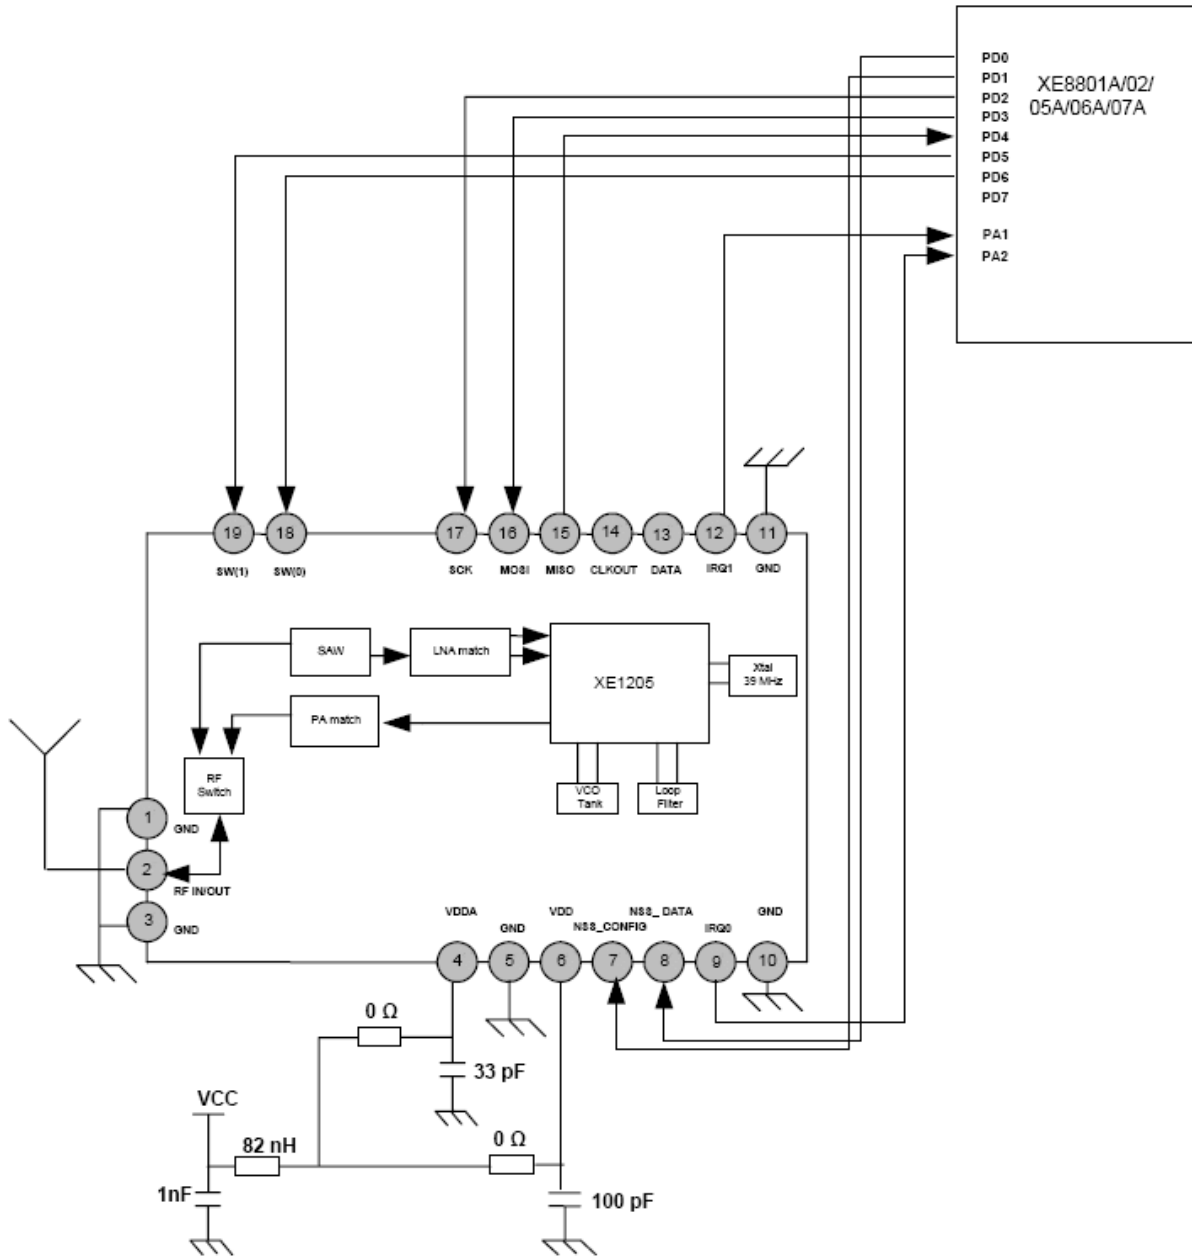 PD0
PD1
PD2
PD3
PD4
PD5
PD6
PD7
PA1
PA2
XE8801A/02/
05A/06A/07A
19
18
17
16
15
14
13
12
11
SW(1)
SW(0)
SCK
MOSI
MISO
CLKOUT
DATA
IRQ1
GND
SAW
LNA match
XE1205
Xtal
39 MHz
PA match
RF
Switch
VCO
Tank
Loop
Filter
1
GND
2
RF IN/OUT
3
GND
VDDA
GND
VDD
NSS_CONFIG
NSS_DATA
IRQ0
GND
4
5
6
7
8
9
10
0 Ω
33 pF
VCC
82 nH
0 Ω
1nF
100 pF